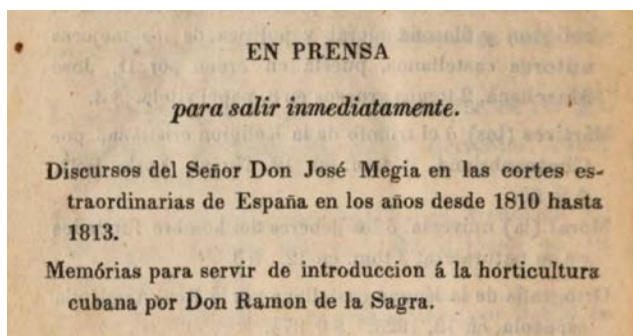 EN PRENSA
para salir inmediatamente.
Discursos del Señor Don José Megia en las cortes es-
traordinarias de España en los años desde 1810 hasta
1813.
Memórias para servir de introduccion á la horticultura
cubana por Don Ramon de la Sagra.